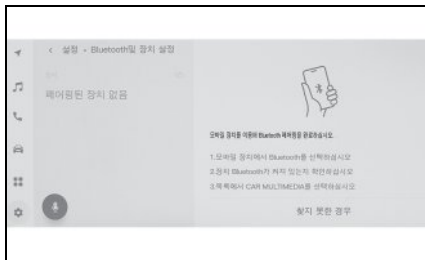 < 설정 • Bluetooth및 장치 설정
페어링된 장치 없음
모바일 장치를 이용해 Bluetooth 페어링을 완료하십시오.
1.모바일 장치에서 Bluetooth를 선택하십시오
2.장치 Bluetooth가 켜져 있는지 확인하십시오
3.목록에서 CAR MULTIMEDIA를 선택하십시오
찾지 못한 경우